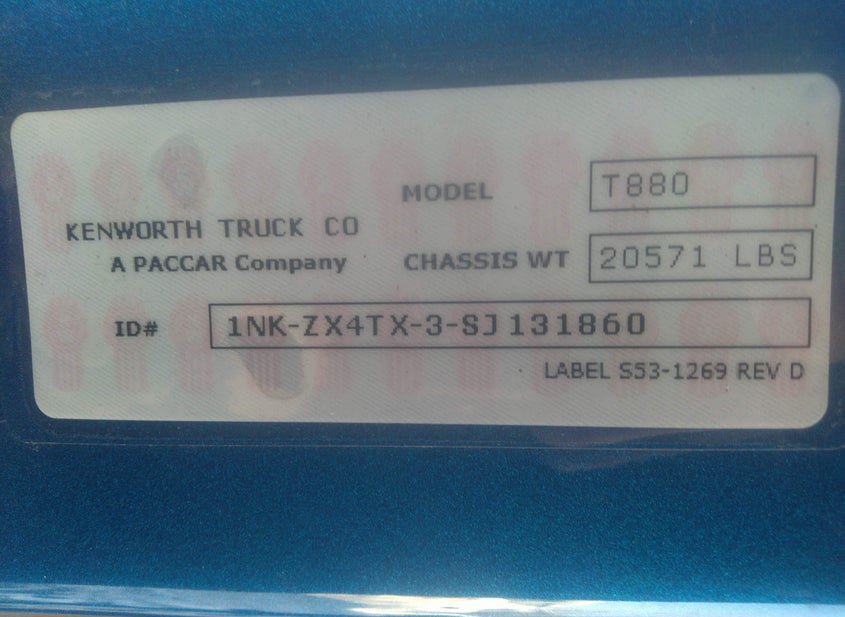 MODEL T880
KENWORTH TRUCK CO
A PACCAR Company
CHASSIS WT 20571 LBS
ID# 1NK-ZX4TX-3-SJ131860
LABEL S53-1269 REV D